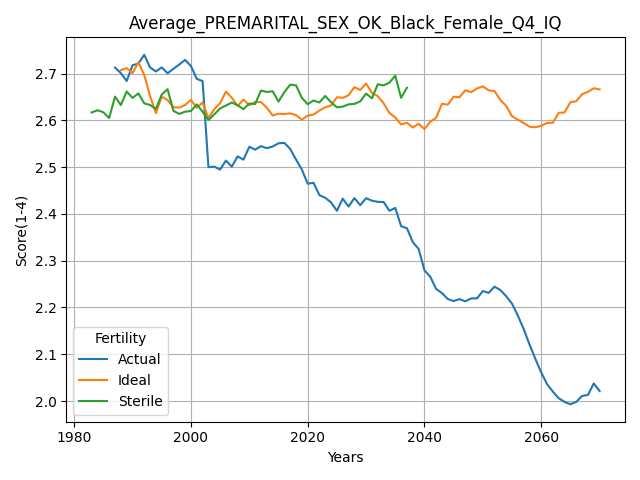 Average_PREMARITAL_SEX_OK_Black_Female_Q4_IQ
Score(1-4)
2.7
2.6
2.5
2.4
2.3
2.2
2.1
2.0
Fertility
Actual
Ideal
Sterile
1980
2000
2020
2040
2060
Years